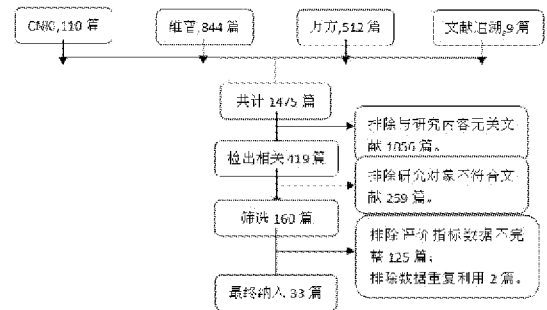 CNKI,110 篇
维普,844 篇
万方,512 篇
文献追溯,9 篇
共计 1475 篇
排除与研究内容无关文
献 1056 篇。
检出相关 419 篇
排除研究对象不符合文
献 259 篇。
筛选 160 篇
排除评价指标数据不完
整 125 篇；
排除数据重复利用 2 篇。
最终纳入 33 篇